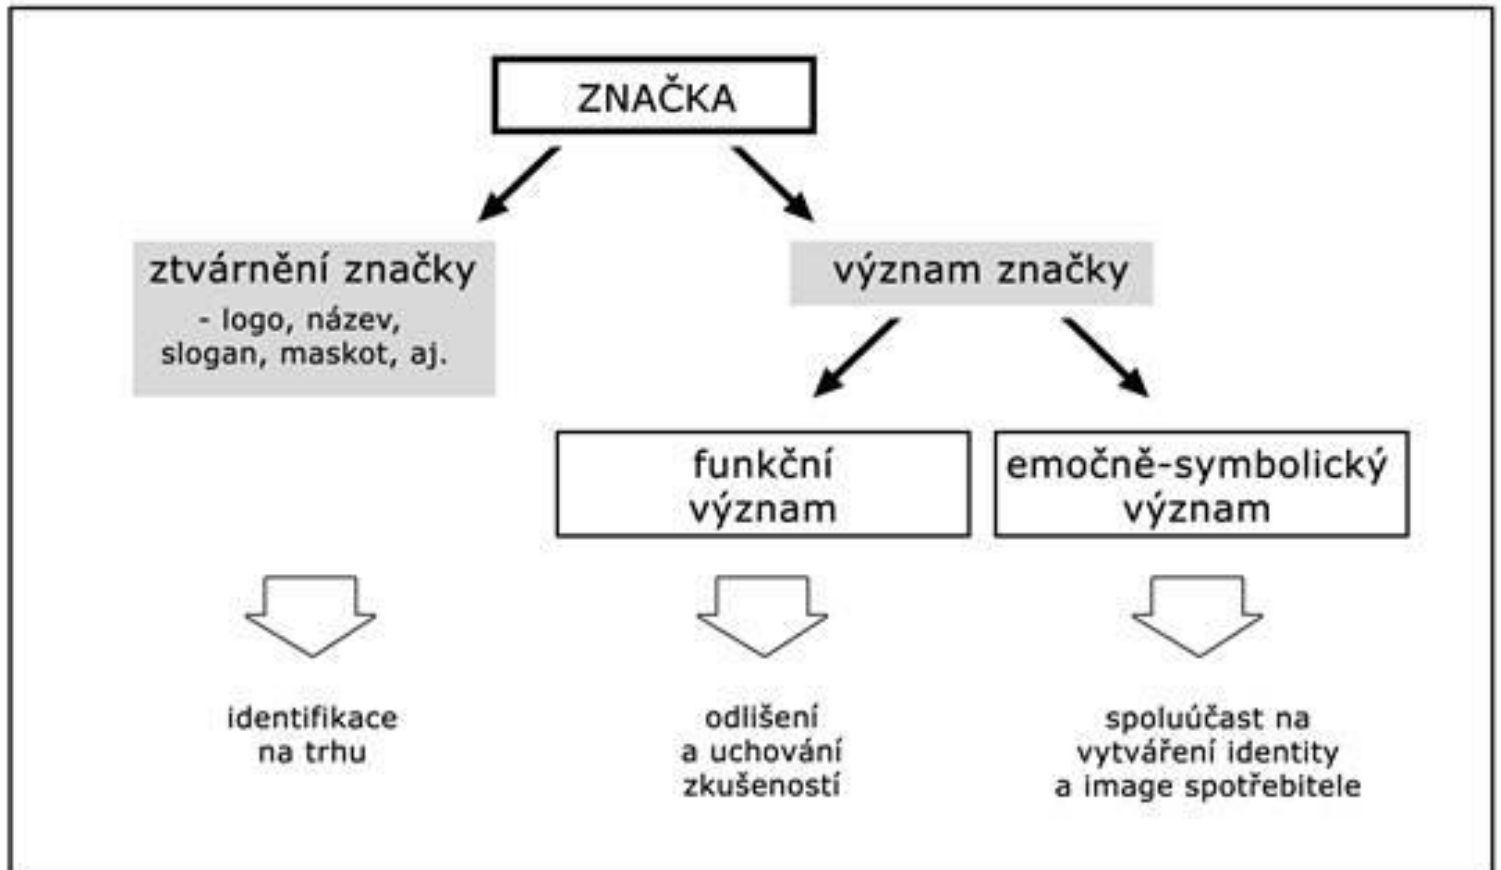 ZNAČKA
ztvárnění značky
- logo, název,
slogan, maskot, aj.
význam značky
funkční
význam
emočně-symbolický
význam
identifikace
na trhu
odlišení
a uchování
zkušeností
spoluúčast na
vytváření identity
a image spotřebitele